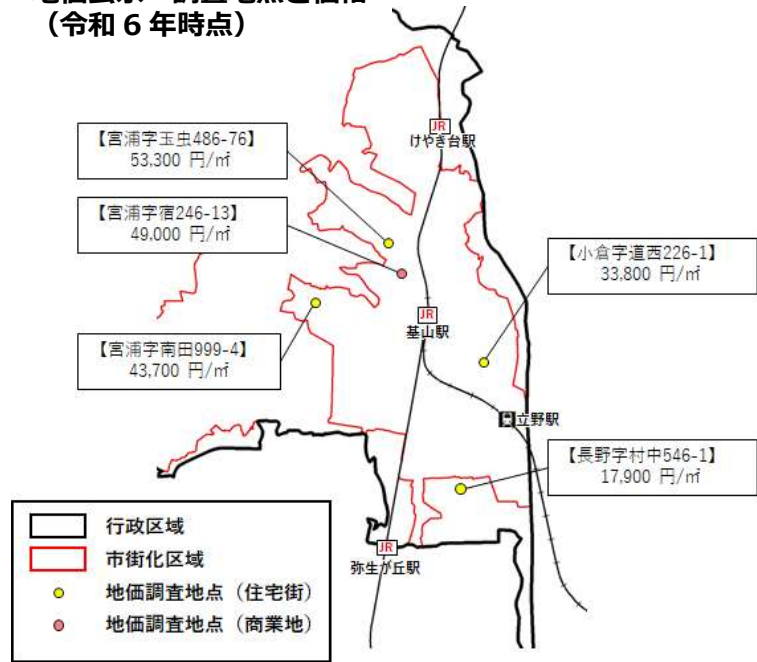 （令和６年時点）
JR
けやき台駅
【宮浦字玉虫486-76】
53,300 円/㎡
【宮浦字宿246-13】
49,000 円/㎡
【小倉字道西226-1】
33,800 円/㎡
JR
基山駅
【宮浦字南田999-4】
43,700 円/㎡
立野駅
【長野字村中546-1】
17,900 円/㎡
JR
弥生が丘駅
行政区域
市街化区域
地価調査地点（住宅街）
地価調査地点（商業地）